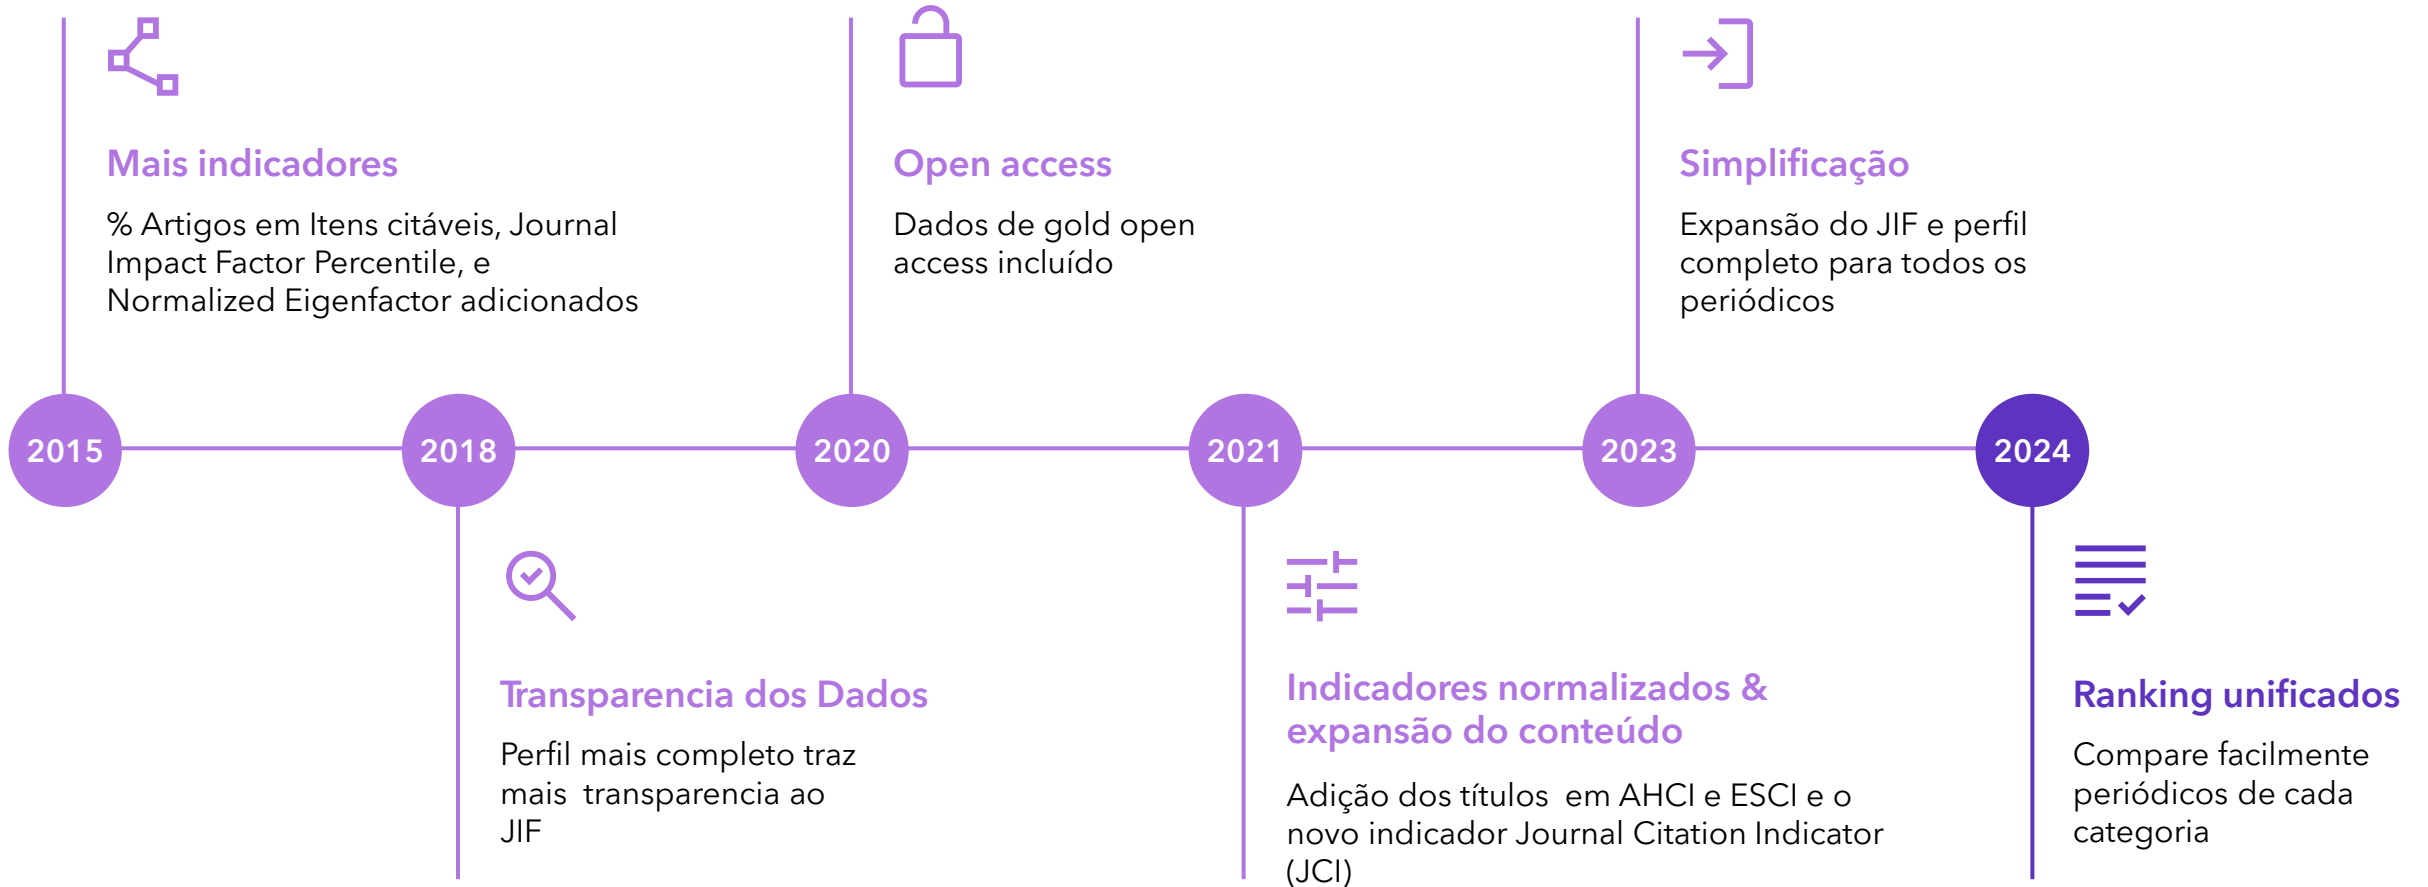 Mais indicadores
% Artigos em Itens citáveis, Journal
Impact Factor Percentile, e
Normalized Eigenfactor adicionados
Open access
Dados de gold open
access incluído
Simplificação
Expansão do JIF e perfil
completo para todos os
periódicos
2015
2018
2020
2021
2023
2024
Transparencia dos Dados
Perfil mais completo traz
mais  transparencia ao
JIF
Indicadores normalizados &
expansão do conteúdo
Adição dos títulos  em AHCI e ESCI e o
novo indicador Journal Citation Indicator
(JCI)
Ranking unificados
Compare facilmente
periódicos de cada
categoria